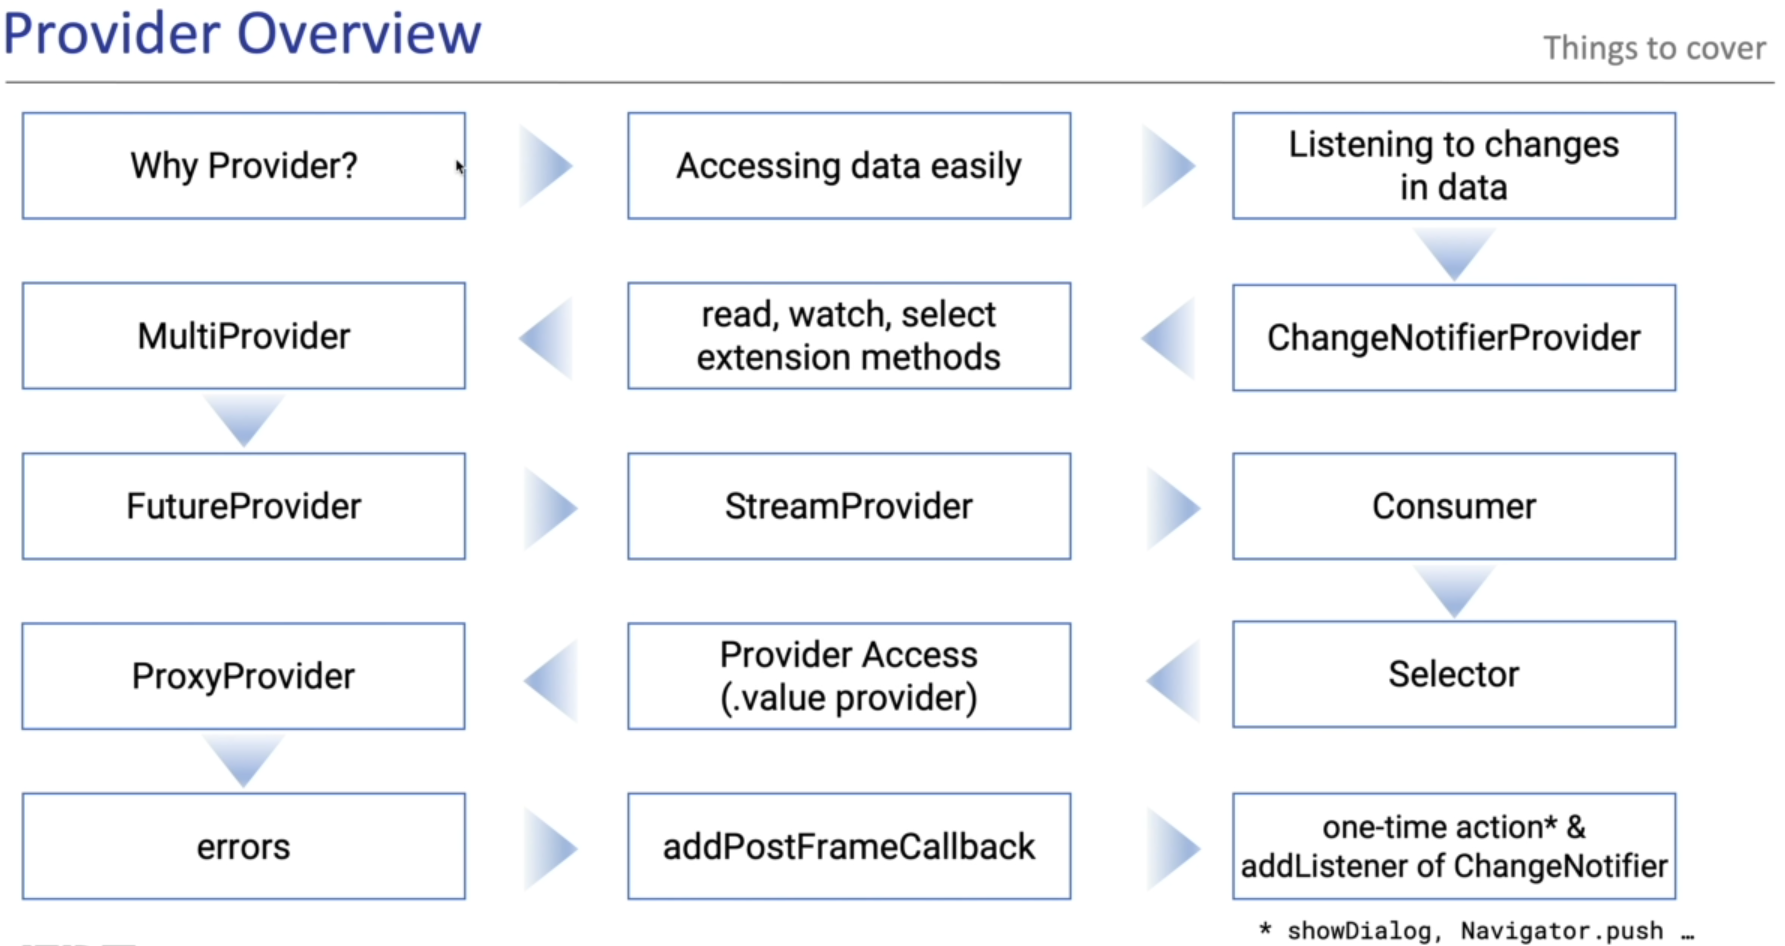 Provider Overview
Things to cover
Why Provider?
Accessing data easily
Listening to changes
in data
ChangeNotifierProvider
read, watch, select
extension methods
MultiProvider
FutureProvider
StreamProvider
Consumer
Selector
Provider Access
(.value provider)
ProxyProvider
errors
addPostFrameCallback
one-time action* &
addListener of ChangeNotifier
* showDialog, Navigator.push …